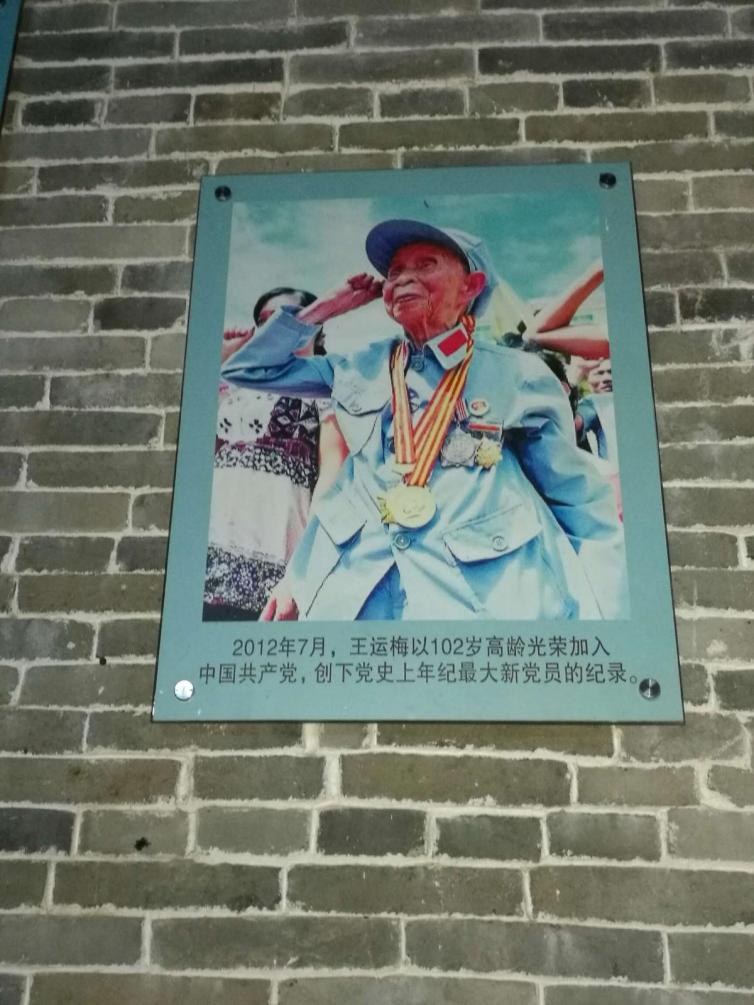 2012年7月，王运梅以102岁高龄光荣加入
中国共产党，创下党史上年纪最大新党员的纪录。